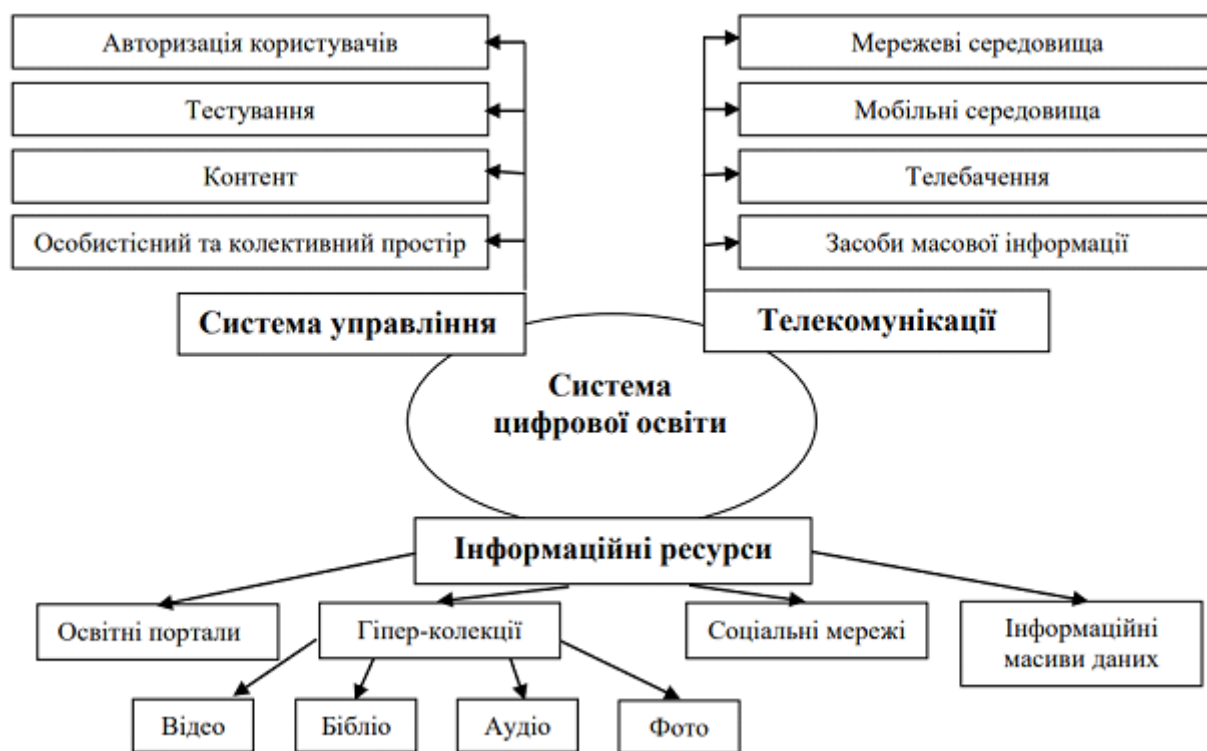 Авторизація користувачів
Тестування
Контент
Особистісний та колективний простір
Система управління
Мережеві середовища
Мобільні середовища
Телебачення
Засоби масової інформації
Телекомунікації
Система
цифрової освіти
Інформаційні ресурси
Освітні портали
Гіпер-колекції
Соціальні мережі
Інформаційні
масиви даних
Відео
Бібліо
Аудіо
Фото